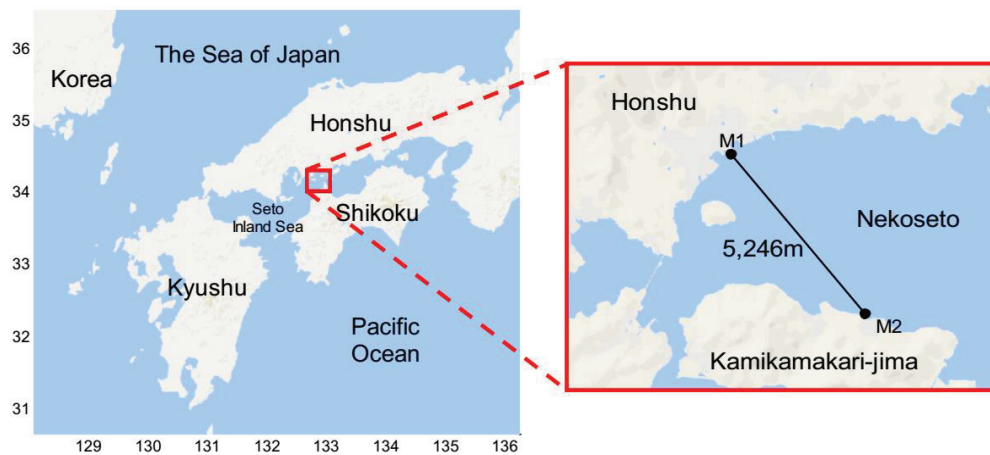 36
35
34
33
32
31
The Sea of Japan
Korea
Honshu
Seto
Inland Sea
Shikoku
Kyushu
Pacific
Ocean
129 130 131 132 133 134 135 136
Honshu
M1
Nekoseto
5,246m
M2
Kamikamakari-jima